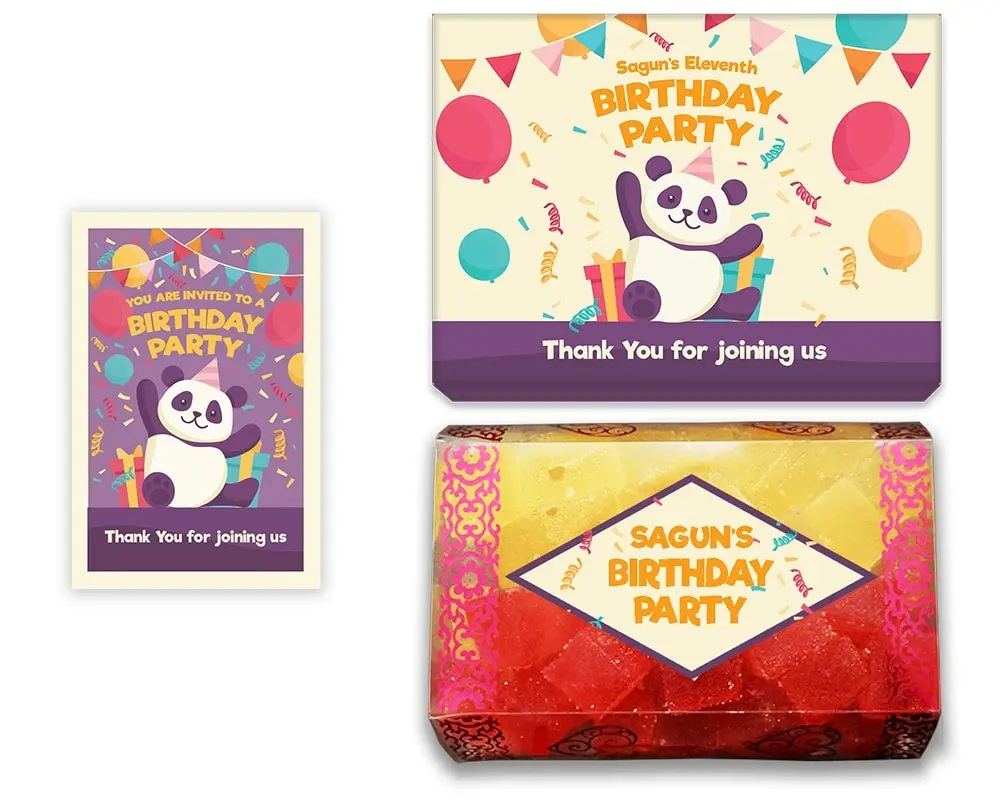 YOU ARE INVITED TO A
BIRTHDAY
PARTY
Thank You for joining us
Sagun's Eleventh
BIRTHDAY
PARTY
Thank You for joining us
SAGUN'S
BIRTHDAY
PARTY